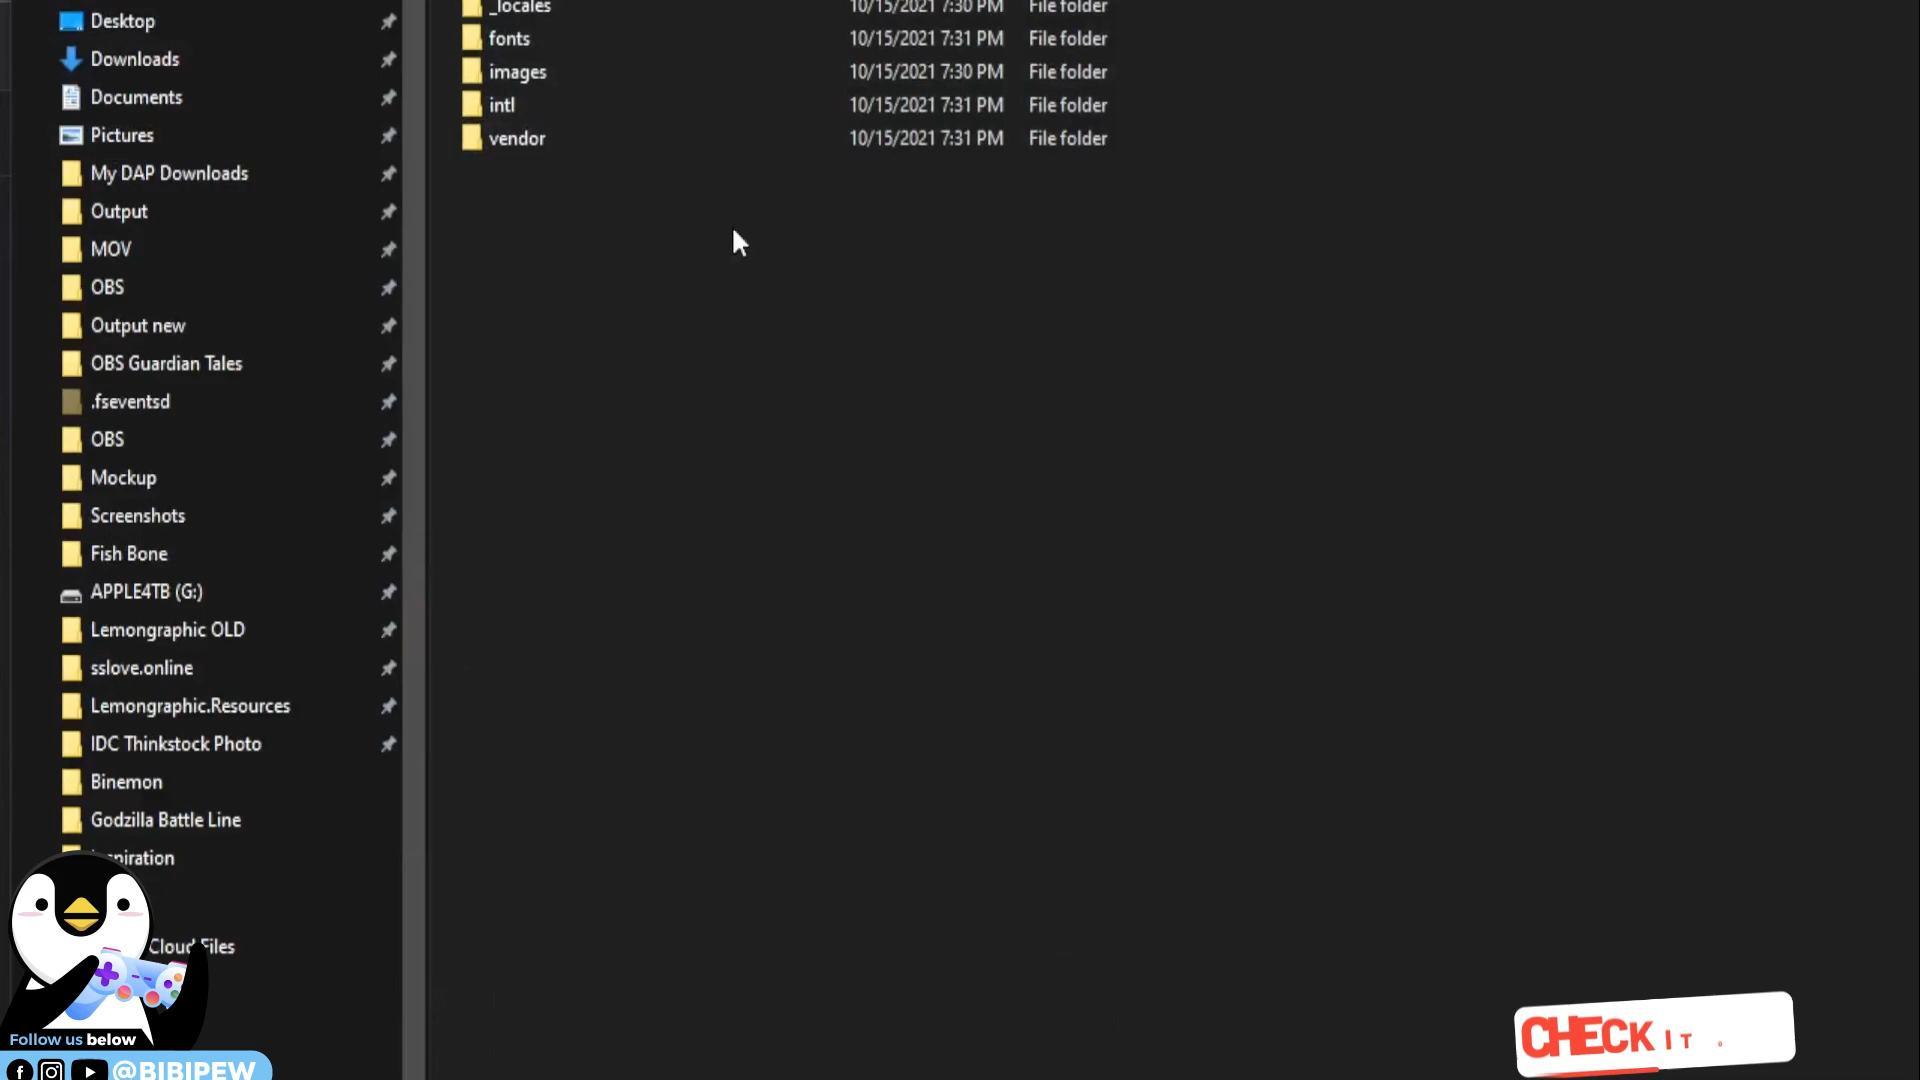 Desktop
Downloads
Documents
Pictures
My DAP Downloads
Output
MOV
OBS
Output new
OBS Guardian Tales
.fseventsd
OBS
Mockup
Screenshots
Fish Bone
APPLE4TB (G:)
Lemongraphic OLD
sslove.online
Lemongraphic.Resources
IDC Thinkstock Photo
Binemon
Godzilla Battle Line
Cloud Files
_locales 10/15/2021 7:30 PM File folder
fonts 10/15/2021 7:31 PM File folder
images 10/15/2021 7:30 PM File folder
intl 10/15/2021 7:31 PM File folder
vendor 10/15/2021 7:31 PM File folder
Follow us below
@BIBIPEW
CHECK IT